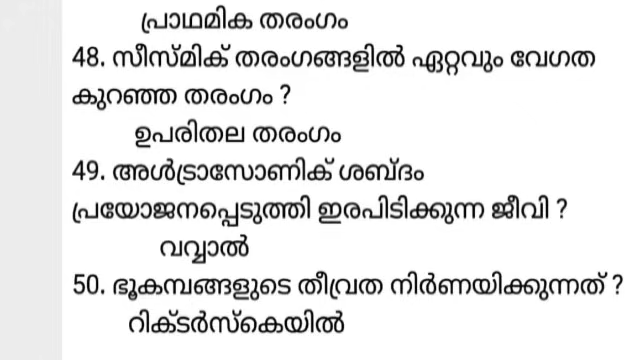 പ്രാഥമിക തരംഗം
48. സീസ്മിക് തരംഗങ്ങളിൽ ഏറ്റവും വേഗത
കുറഞ്ഞ തരംഗം ?
ഉപരിതല തരംഗം
49. അൾട്രാസോണിക് ശബ്ദം
പ്രയോജനപ്പെടുത്തി ഇരപിടിക്കുന്ന ജീവി ?
വവ്വാൽ
50. ഭൂകമ്പങ്ങളുടെ തീവ്രത നിർണയിക്കുന്നത് ?
റിക്ടർസ്കെയിൽ